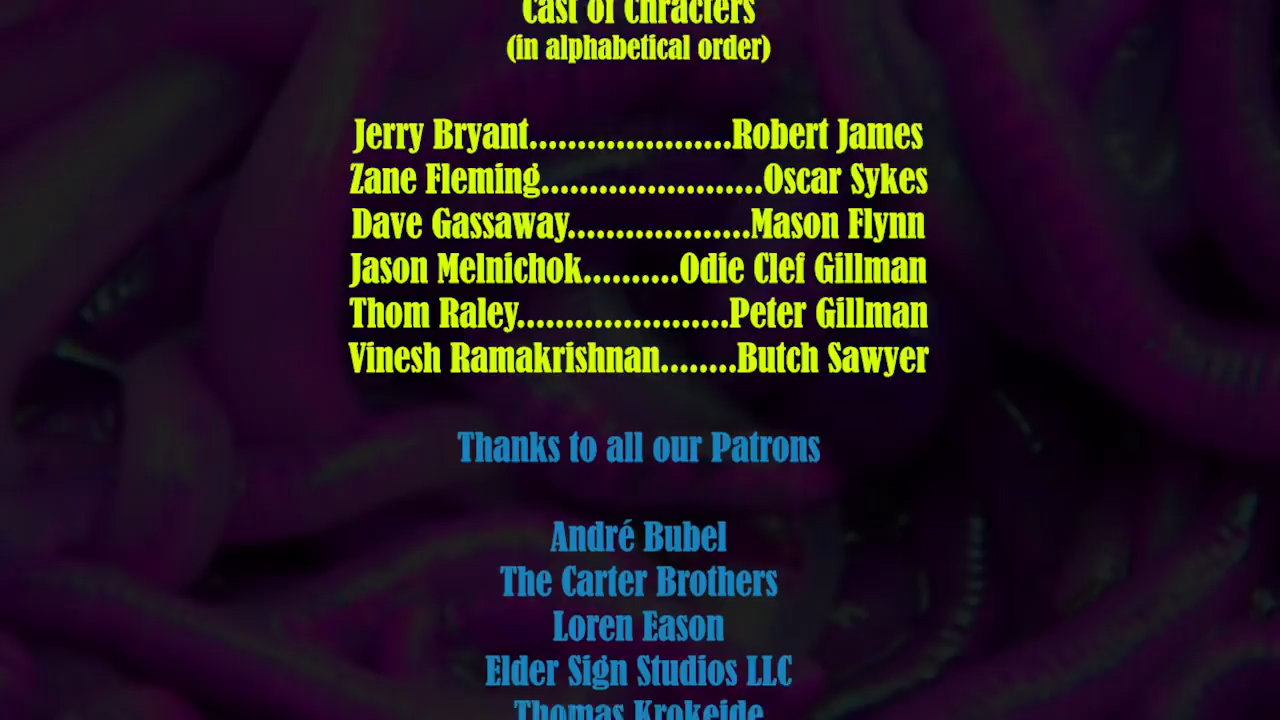 Cast of Chracters
(in alphabetical order)
Jerry Bryant.....................Robert James
Zane Fleming.......................Oscar Sykes
Dave Gassaway...................Mason Flynn
Jason Melnichok..........Odie Clef Gillman
Thom Raley......................Peter Gillman
Vinesh Ramakrishnan........Butch Sawyer
Thanks to all our Patrons
André Bubel
The Carter Brothers
Loren Eason
Elder Sign Studios LLC
Thomas Krokeide